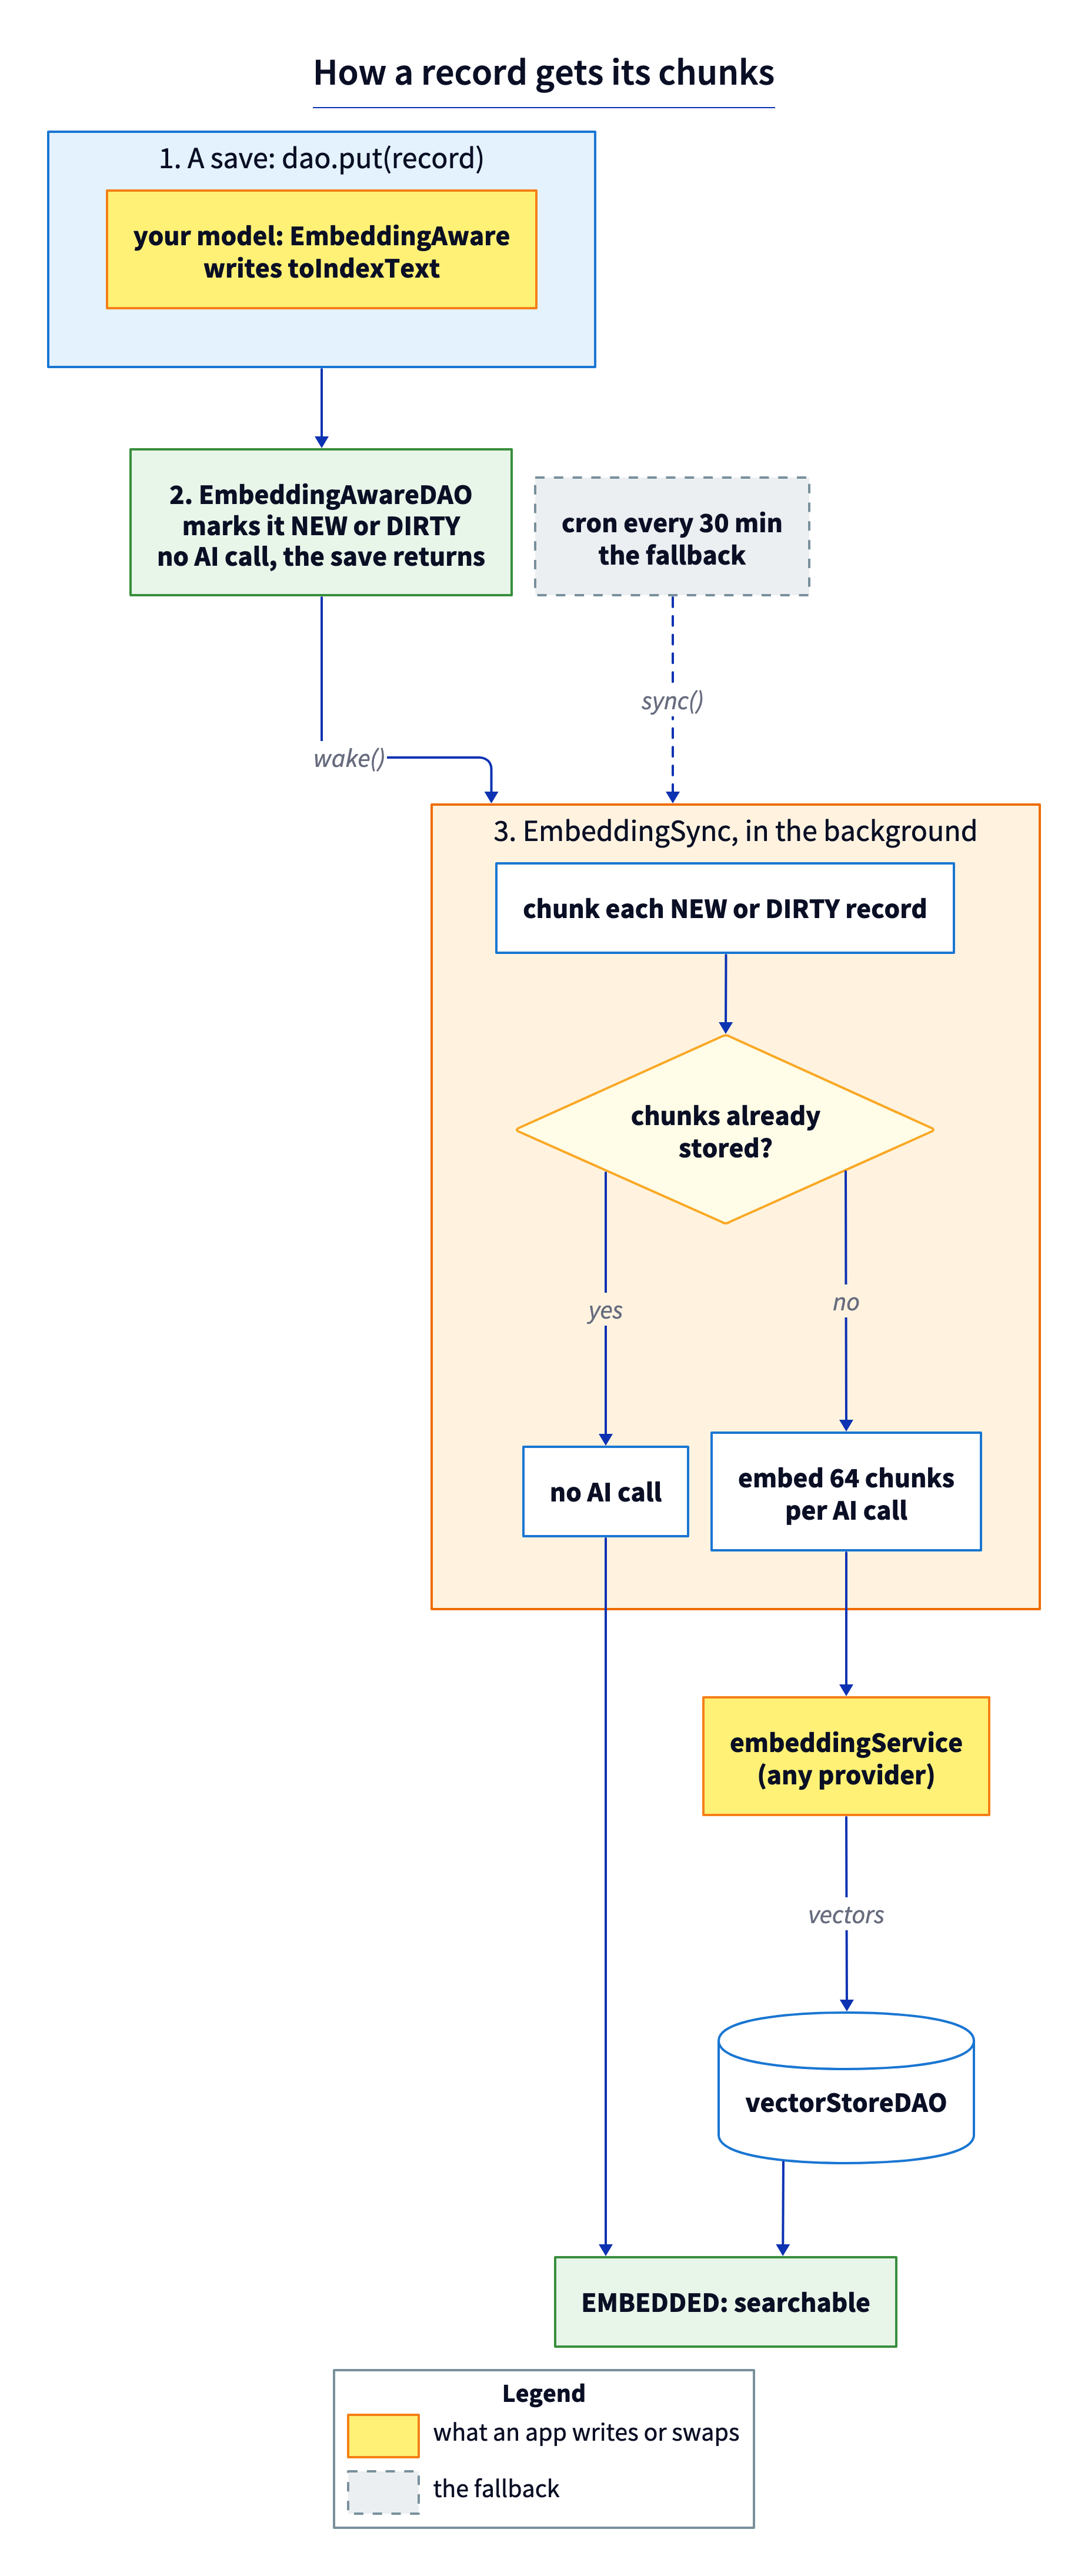 How a record gets its chunks
1. A save: dao.put(record)
your model: EmbeddingAware
writes toIndexText
2. EmbeddingAwareDAO
marks it NEW or DIRTY
no AI call, the save returns
cron every 30 min
the fallback
sync()
wake()
3. EmbeddingSync, in the background
chunk each NEW or DIRTY record
chunks already
stored?
yes
no
no AI call
embed 64 chunks
per AI call
embeddingService
(any provider)
vectors
vectorStoreDAO
EMBEDDED: searchable
Legend
what an app writes or swaps
the fallback